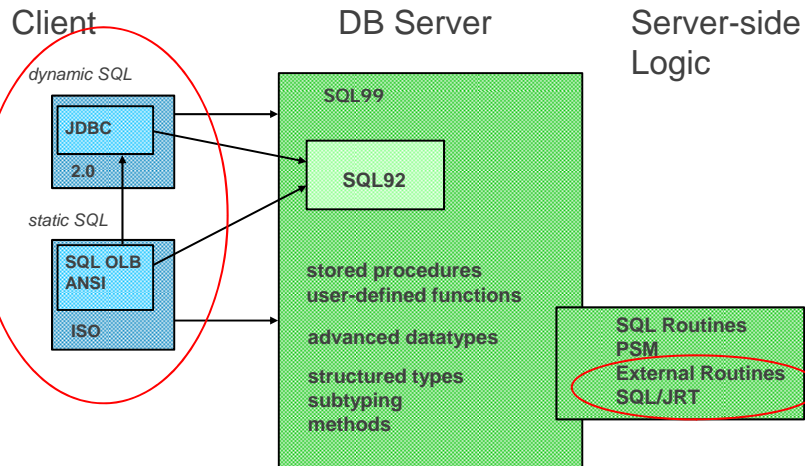 Client
DB Server
Server-side
Logic
dynamic SQL
JDBC
2.0
static SQL
SQL OLB
ANSI
ISO
SQL99
SQL92
stored procedures
user-defined functions
advanced datatypes
structured types
subtyping
methods
SQL Routines
PSM
External Routines
SQL/JRT